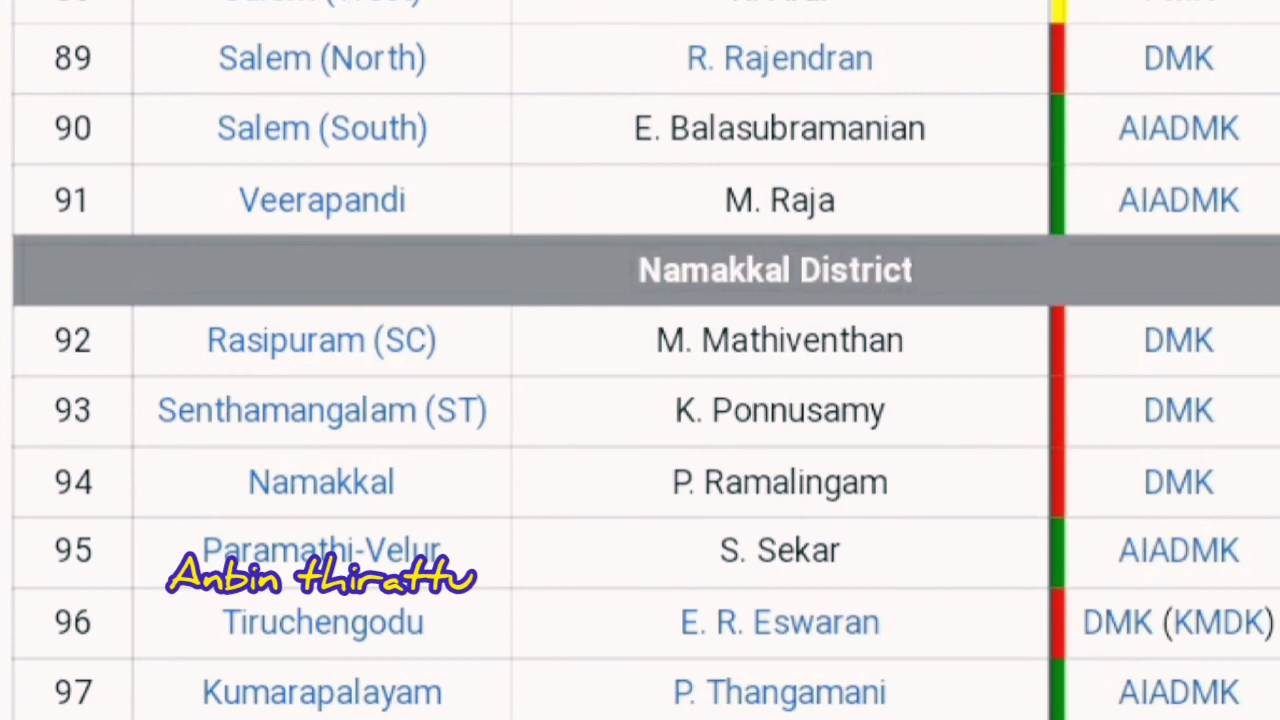 89 Salem (North) R. Rajendran DMK
90 Salem (South) E. Balasubramanian AIADMK
91 Veerapandi M. Raja AIADMK
Namakkal District
92 Rasipuram (SC) M. Mathiventhan DMK
93 Senthamangalam (ST) K. Ponnusamy DMK
94 Namakkal P. Ramalingam DMK
95 Paramathi-Velur S. Sekar AIADMK
Anbin thirattu
96 Tiruchengodu E. R. Eswaran DMK (KMDK)
97 Kumarapalayam P. Thangamani AIADMK